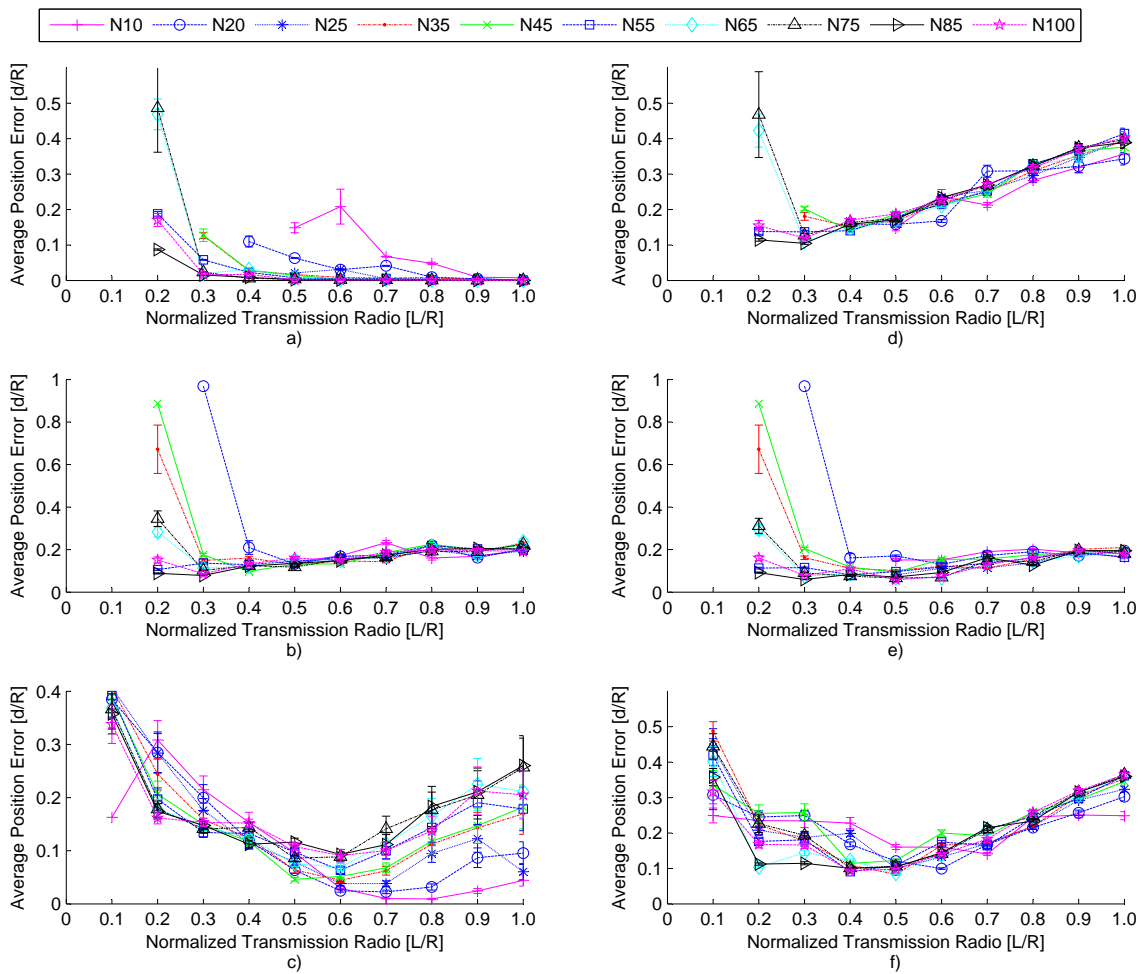 N10 N20 N25 N35 N45 N55 N65 N75 N85 N100
Average Position Error [d/R]
0.5
0.4
0.3
0.2
0.1
0
0 0.1 0.2 0.3 0.4 0.5 0.6 0.7 0.8 0.9 1.0
Normalized Transmission Radio [L/R]
a)
Average Position Error [d/R]
0.5
0.4
0.3
0.2
0.1
0
0 0.1 0.2 0.3 0.4 0.5 0.6 0.7 0.8 0.9 1.0
Normalized Transmission Radio [L/R]
d)
Average Position Error [d/R]
1
0.8
0.6
0.4
0.2
0
0 0.1 0.2 0.3 0.4 0.5 0.6 0.7 0.8 0.9 1.0
Normalized Transmission Radio [L/R]
b)
Average Position Error [d/R]
1
0.8
0.6
0.4
0.2
0
0 0.1 0.2 0.3 0.4 0.5 0.6 0.7 0.8 0.9 1.0
Normalized Transmission Radio [L/R]
e)
Average Position Error [d/R]
0.4
0.3
0.2
0.1
0
0 0.1 0.2 0.3 0.4 0.5 0.6 0.7 0.8 0.9 1.0
Normalized Transmission Radio [L/R]
c)
Average Position Error [d/R]
0.5
0.4
0.3
0.2
0.1
0
0 0.1 0.2 0.3 0.4 0.5 0.6 0.7 0.8 0.9 1.0
Normalized Transmission Radio [L/R]
f)